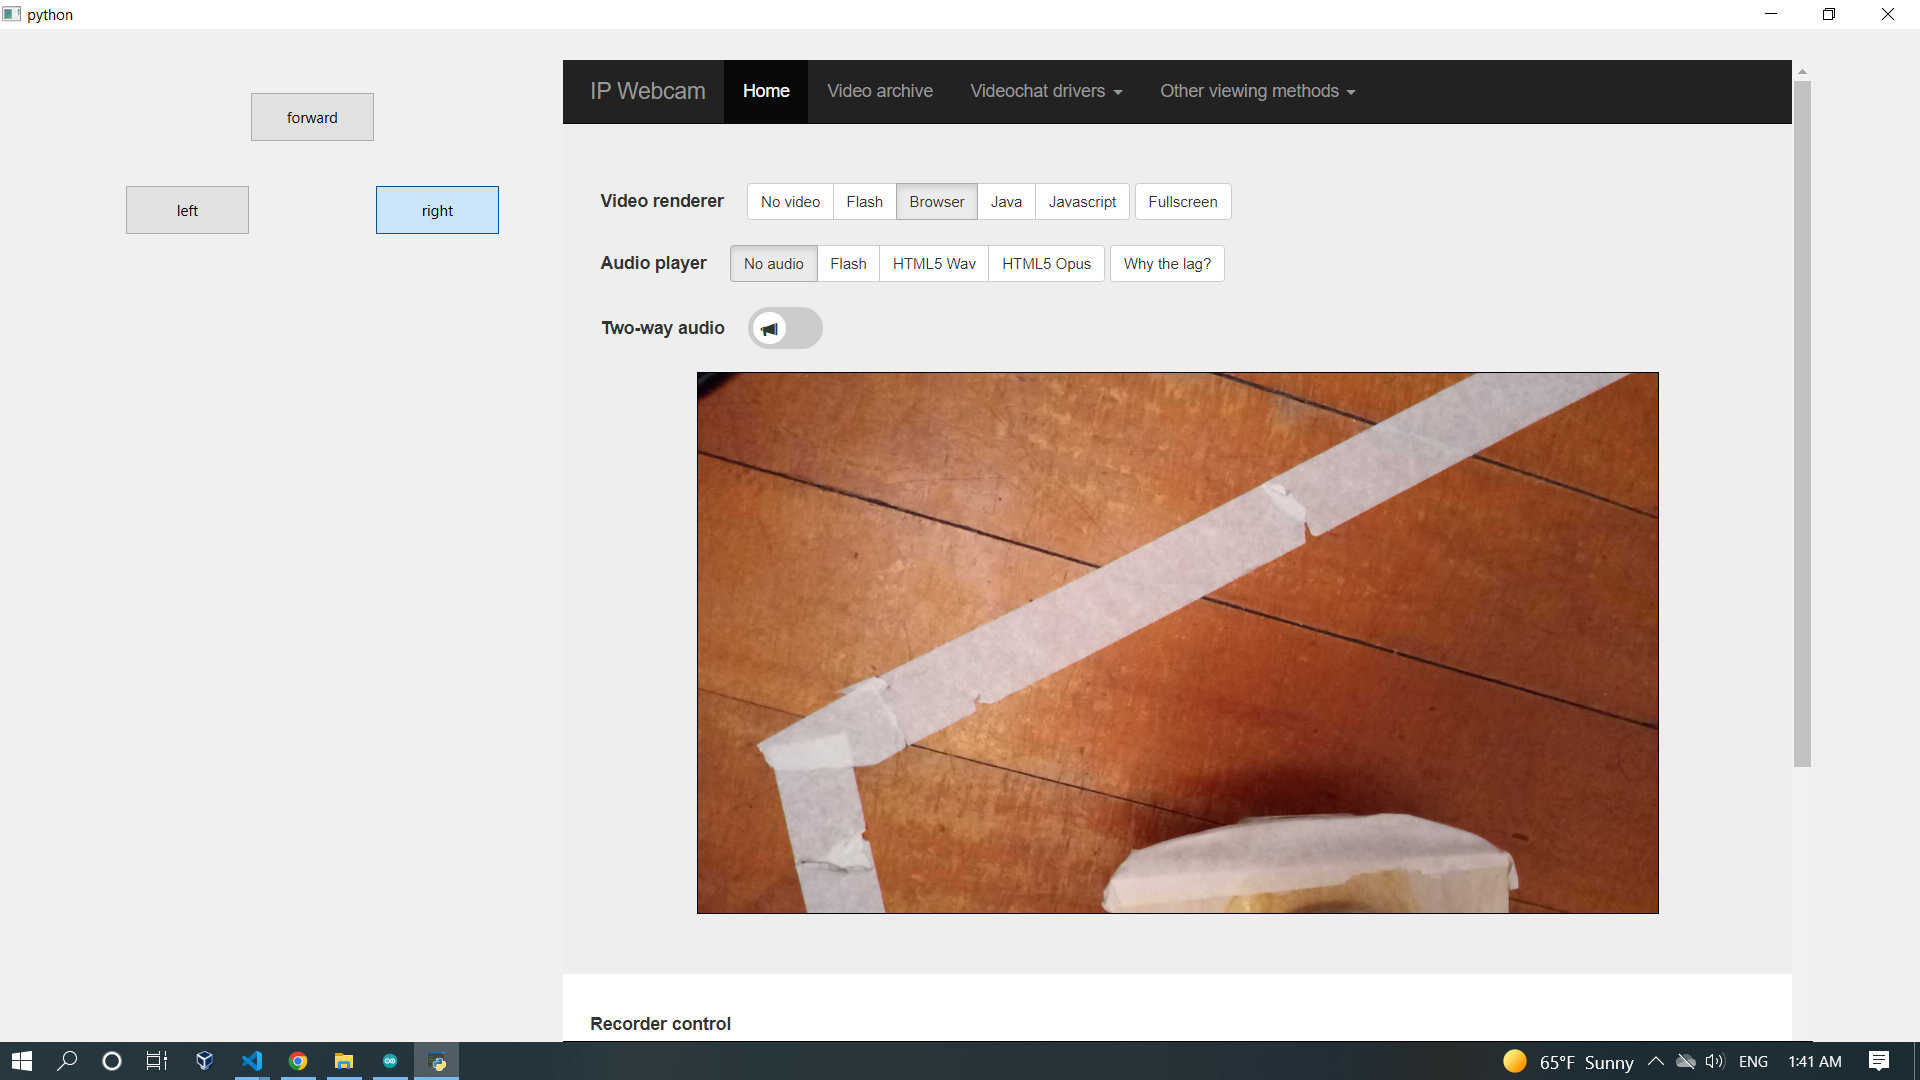 python
forward
left
right
IP Webcam Home Video archive Videochat drivers Other viewing methods
Video renderer No video Flash Browser Java Javascript Fullscreen
Audio player No audio Flash HTML5 Wav HTML5 Opus Why the lag?
Two-way audio
Recorder control
65°F Sunny ENG 1:41 AM